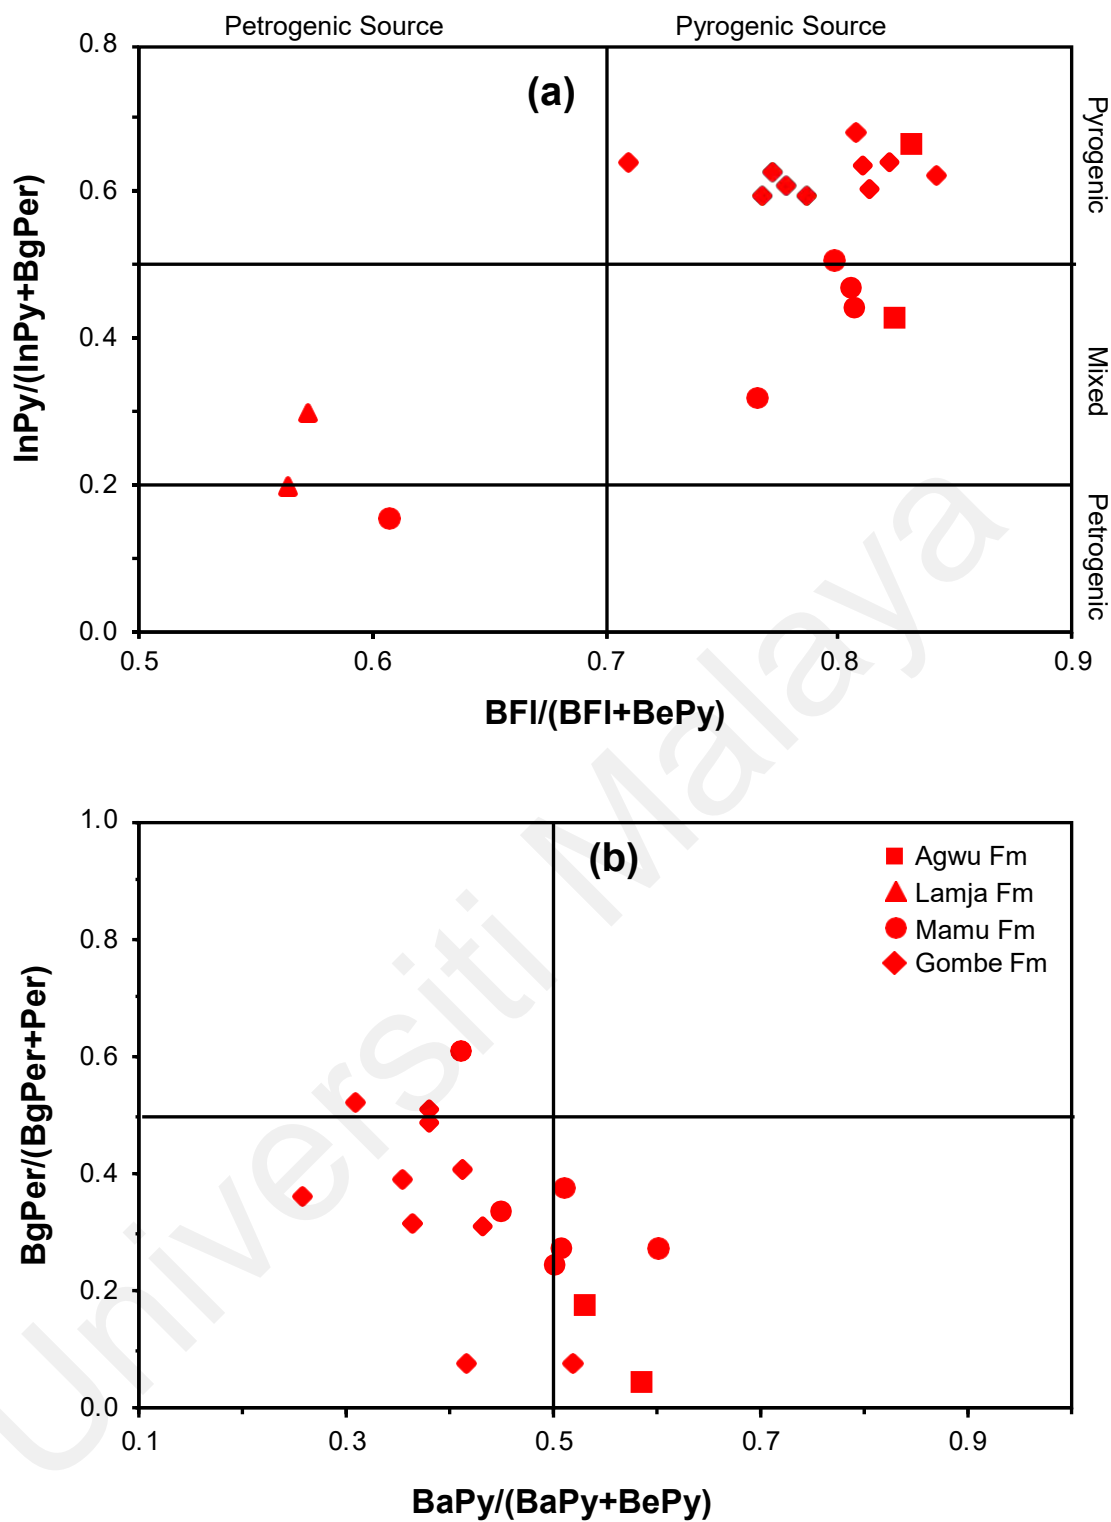 Petrogenic Source Pyrogenic Source
0.8
(a)
Pyrogenic
0.6
InPy/(InPy+BgPer)
0.4
Mixed
0.2
Petrogenic
0.0
0.5 0.6 0.7 0.8 0.9
BFl/(BFl+BePy)
1.0
(b)
Agwu Fm
Lamja Fm
Mamu Fm
Gombe Fm
0.8
BgPer/(BgPer+Per)
0.6
0.4
0.2
0.0
0.1 0.3 0.5 0.7 0.9
BaPy/(BaPy+BePy)
Universiti Malaya